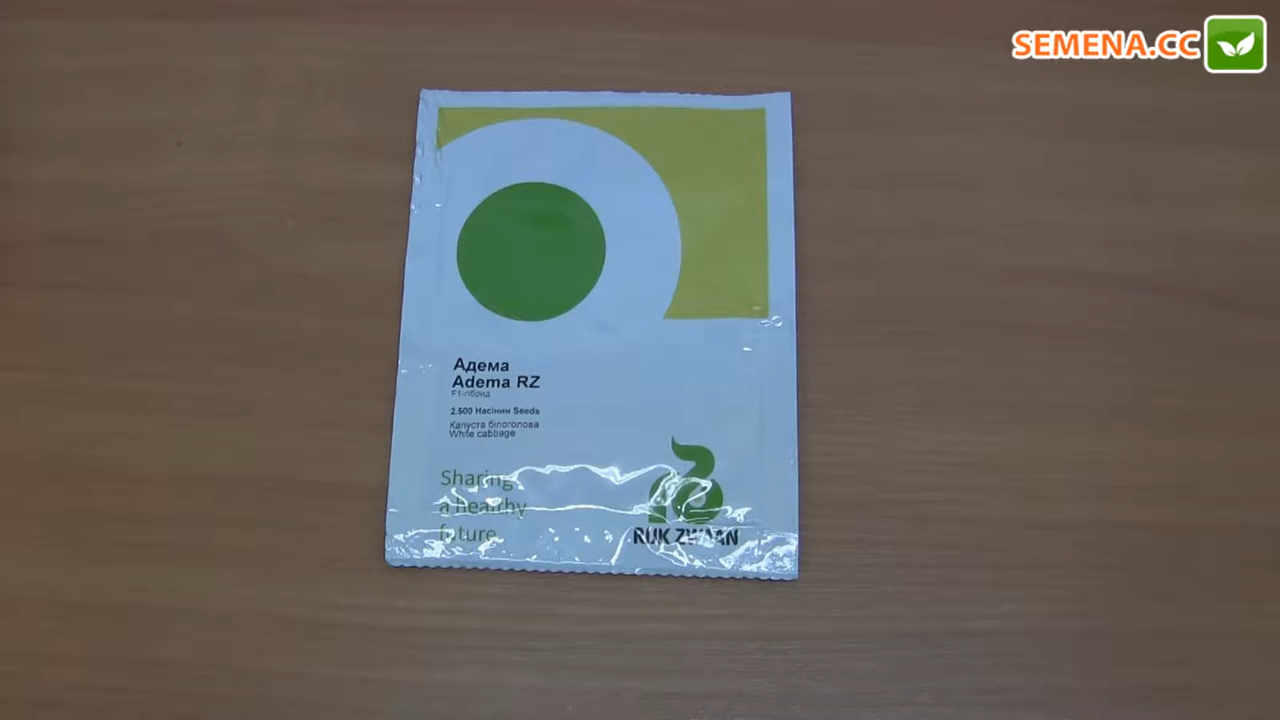 SEMENA.CC
Адема
Adema RZ
F1-гібрид
2.500 Насінин Seeds
Капуста білоголова
White cabbage
Sharing
a healthy
future
RIJK ZWAAN